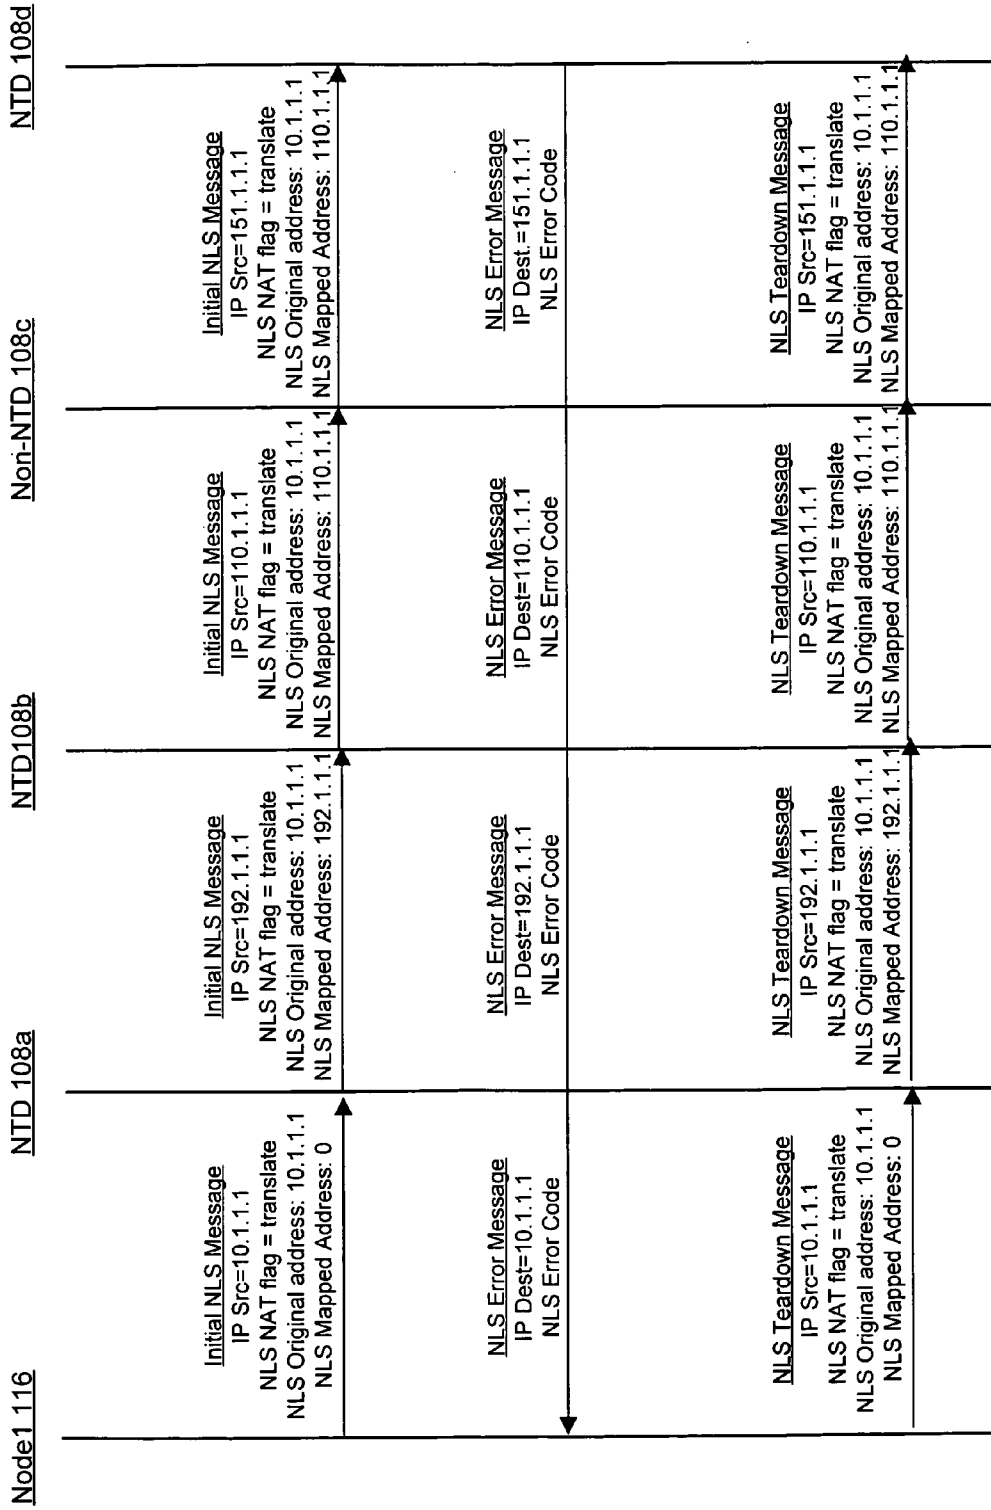 Node1 116
NTD 108a
NTD108b
Non-NTD 108c
NTD 108d
Initial NLS Message
IP Src=10.1.1.1
NLS NAT flag = translate
NLS Original address: 10.1.1.1
NLS Mapped Address: 0
Initial NLS Message
IP Src=192.1.1.1
NLS NAT flag = translate
NLS Original address: 10.1.1.1
NLS Mapped Address: 192.1.1.1
Initial NLS Message
IP Src=110.1.1.1
NLS NAT flag = translate
NLS Original address: 10.1.1.1
NLS Mapped Address: 110.1.1.1
Initial NLS Message
IP Src=151.1.1.1
NLS NAT flag = translate
NLS Original address: 10.1.1.1
NLS Mapped Address: 110.1.1.1
NLS Error Message
IP Dest=10.1.1.1
NLS Error Code
NLS Error Message
IP Dest=192.1.1.1
NLS Error Code
NLS Error Message
IP Dest=110.1.1.1
NLS Error Code
NLS Error Message
IP Dest.=151.1.1.1
NLS Error Code
NLS Teardown Message
IP Src=10.1.1.1
NLS NAT flag = translate
NLS Original address: 10.1.1.1
NLS Mapped Address: 0
NLS Teardown Message
IP Src=192.1.1.1
NLS NAT flag = translate
NLS Original address: 10.1.1.1
NLS Mapped Address: 192.1.1.1
NLS Teardown Message
IP Src=110.1.1.1
NLS NAT flag = translate
NLS Original address: 10.1.1.1
NLS Mapped Address: 110.1.1.1
NLS Teardown Message
IP Src=151.1.1.1
NLS NAT flag = translate
NLS Original address: 10.1.1.1
NLS Mapped Address: 110.1.1.1